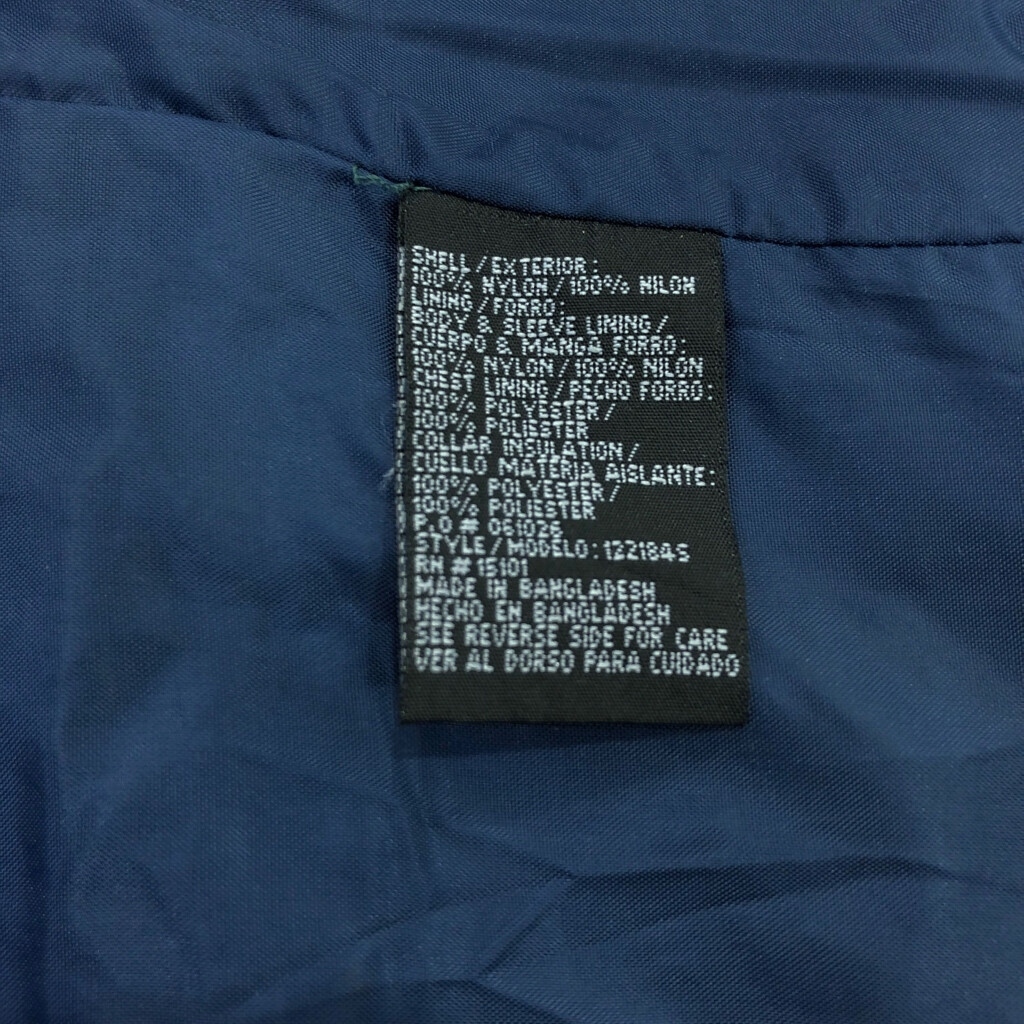 SHELL/EXTERIOR:
100% NYLON/100% NILON
LINING/FORRO:
BODY & SLEEVE LINING/
CUERPO & MANGA FORRO:
100% NYLON/100% NILON
CHEST LINING/PECHO FORRO:
100% POLYESTER/
100% POLIESTER
COLLAR INSULATION/
CUELLO MATERIA AISLANTE:
100% POLYESTER/
100% POLIESTER
P.O# 061026
STYLE/MODELO: 122184S
RN #15101
MADE IN BANGLADESH
HECHO EN BANGLADESH
SEE REVERSE SIDE FOR CARE
VER AL DORSO PARA CUIDADO